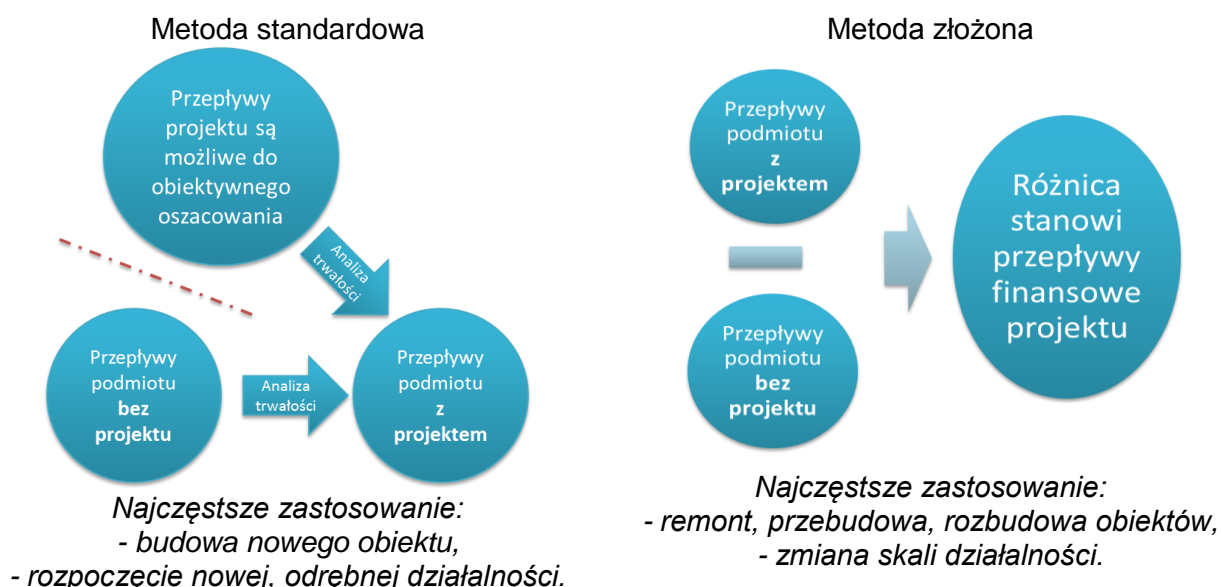 Metoda standardowa
Przepływy
projektu są
możliwe do
obiektywnego
oszacowania
Analiza
trwałości
Przepływy
podmiotu
bez
projektu
Analiza
trwałości
Przepływy
podmiotu
z
projektem
Najczęstsze zastosowanie:
- budowa nowego obiektu,
- rozpoczęcie nowej, odrębnej działalności.
Metoda złożona
Przepływy
podmiotu
z
projektem
Przepływy
podmiotu
bez
projektu
Różnica
stanowi
przepływy
finansowe
projektu
Najczęstsze zastosowanie:
- remont, przebudowa, rozbudowa obiektów,
- zmiana skali działalności.